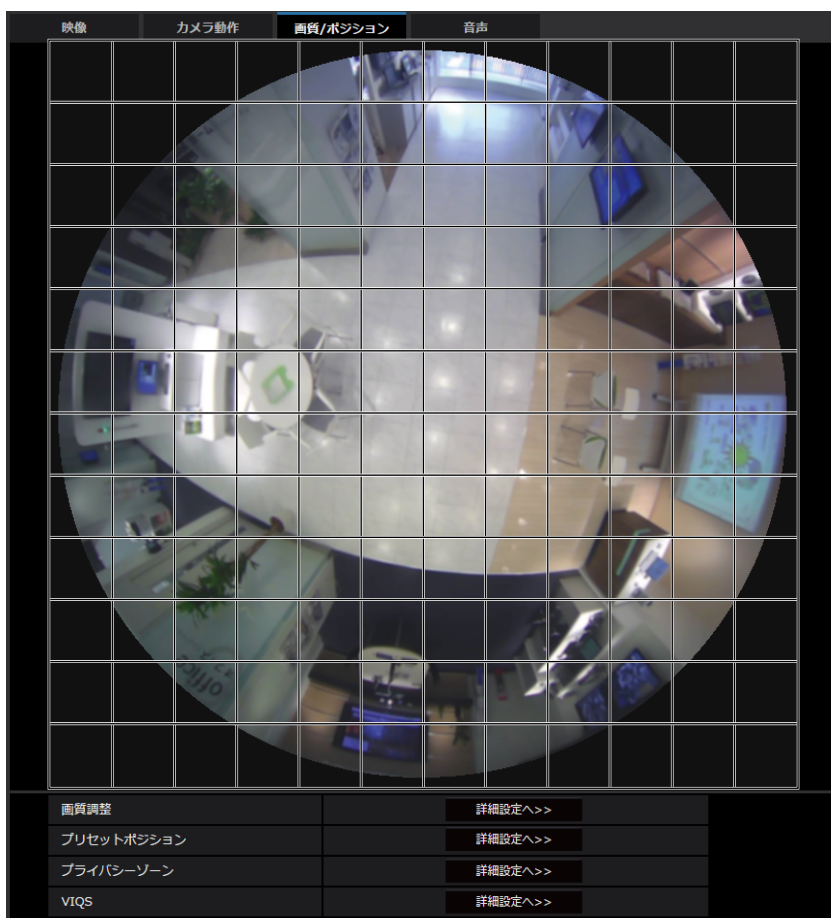 映像 カメラ動作 画質/ポジション 音声
office
画質調整 詳細設定へ>>
プリセットポジション 詳細設定へ>>
プライバシーゾーン 詳細設定へ>>
VIQS 詳細設定へ>>